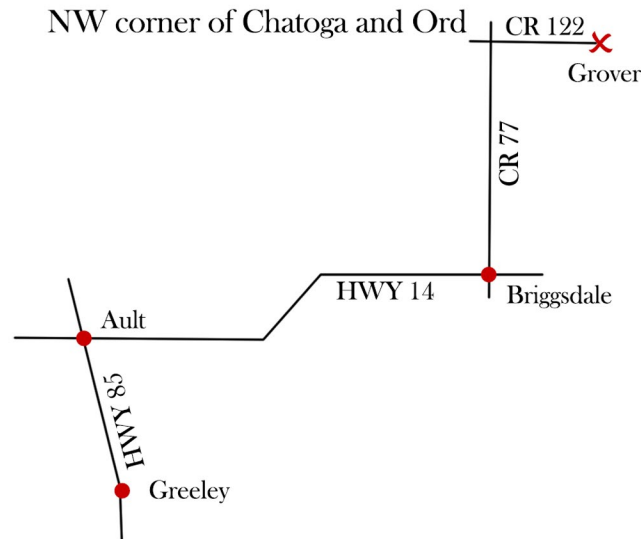 NW corner of Chatoga and Ord
CR 122
Grover
CR 77
HWY 14
Briggsdale
Ault
HWY 85
Greeley